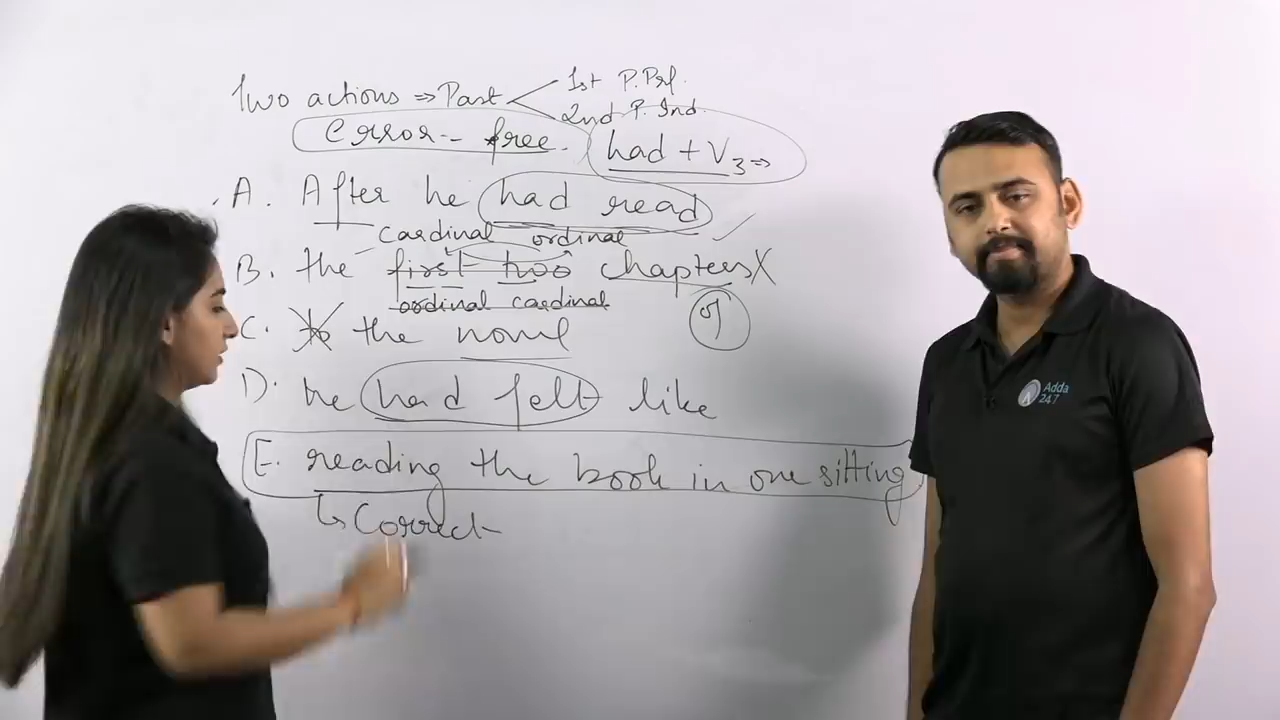 Two actions ⇒ Past < 1st P.Prf.
2nd P. Ind.
Error-free. had + V3 ⇒
A. After he had read
cardinal ordinal ✓
B. the first two chapters X
ordinal cardinal
C. to the novel of
D. he had felt like
E. reading the book in one sitting
↳ Correct
Adda
247